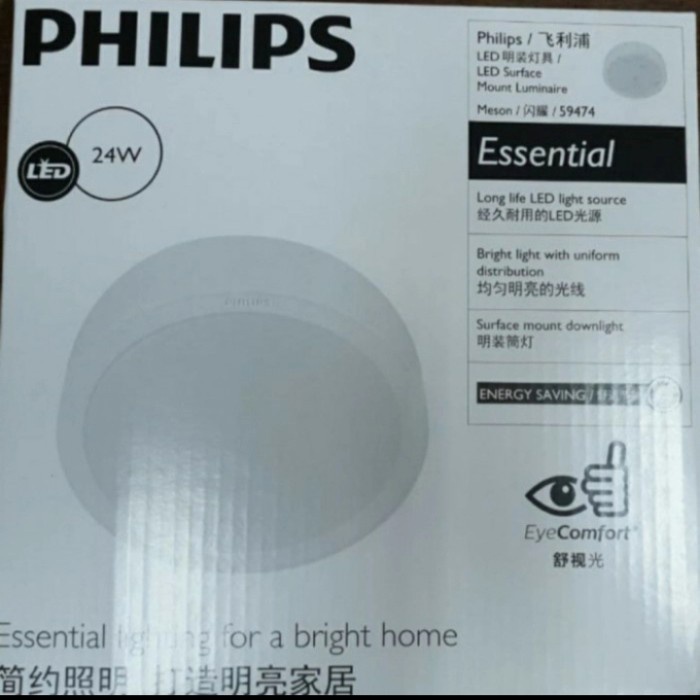 PHILIPS
LED
24W
Philips / 飞利浦
LED 明装灯具 /
LED Surface
Mount Luminaire
Meson / 闪耀 / 59474
Essential
Long life LED light source
经久耐用的LED光源
Bright light with uniform
distribution
均匀明亮的光线
Surface mount downlight
明装筒灯
ENERGY SAVING /
PHILIPS
EyeComfort
舒视光
Essential lighting for a bright home
简约照明 打造明亮家居